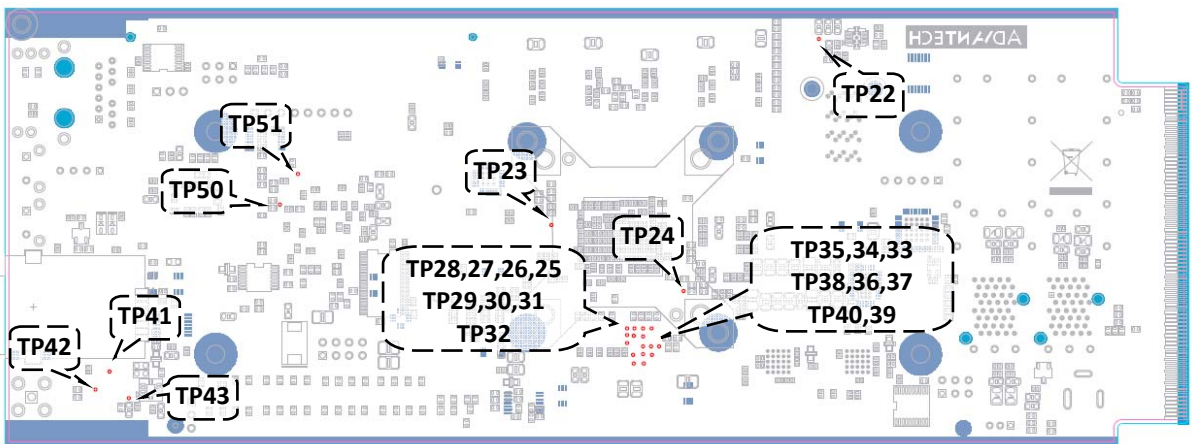 ADVANTECH
TP22
TP51
TP23
TP50
TP24
TP28,27,26,25
TP29,30,31
TP32
TP35,34,33
TP38,36,37
TP40,39
TP41
TP42
TP43